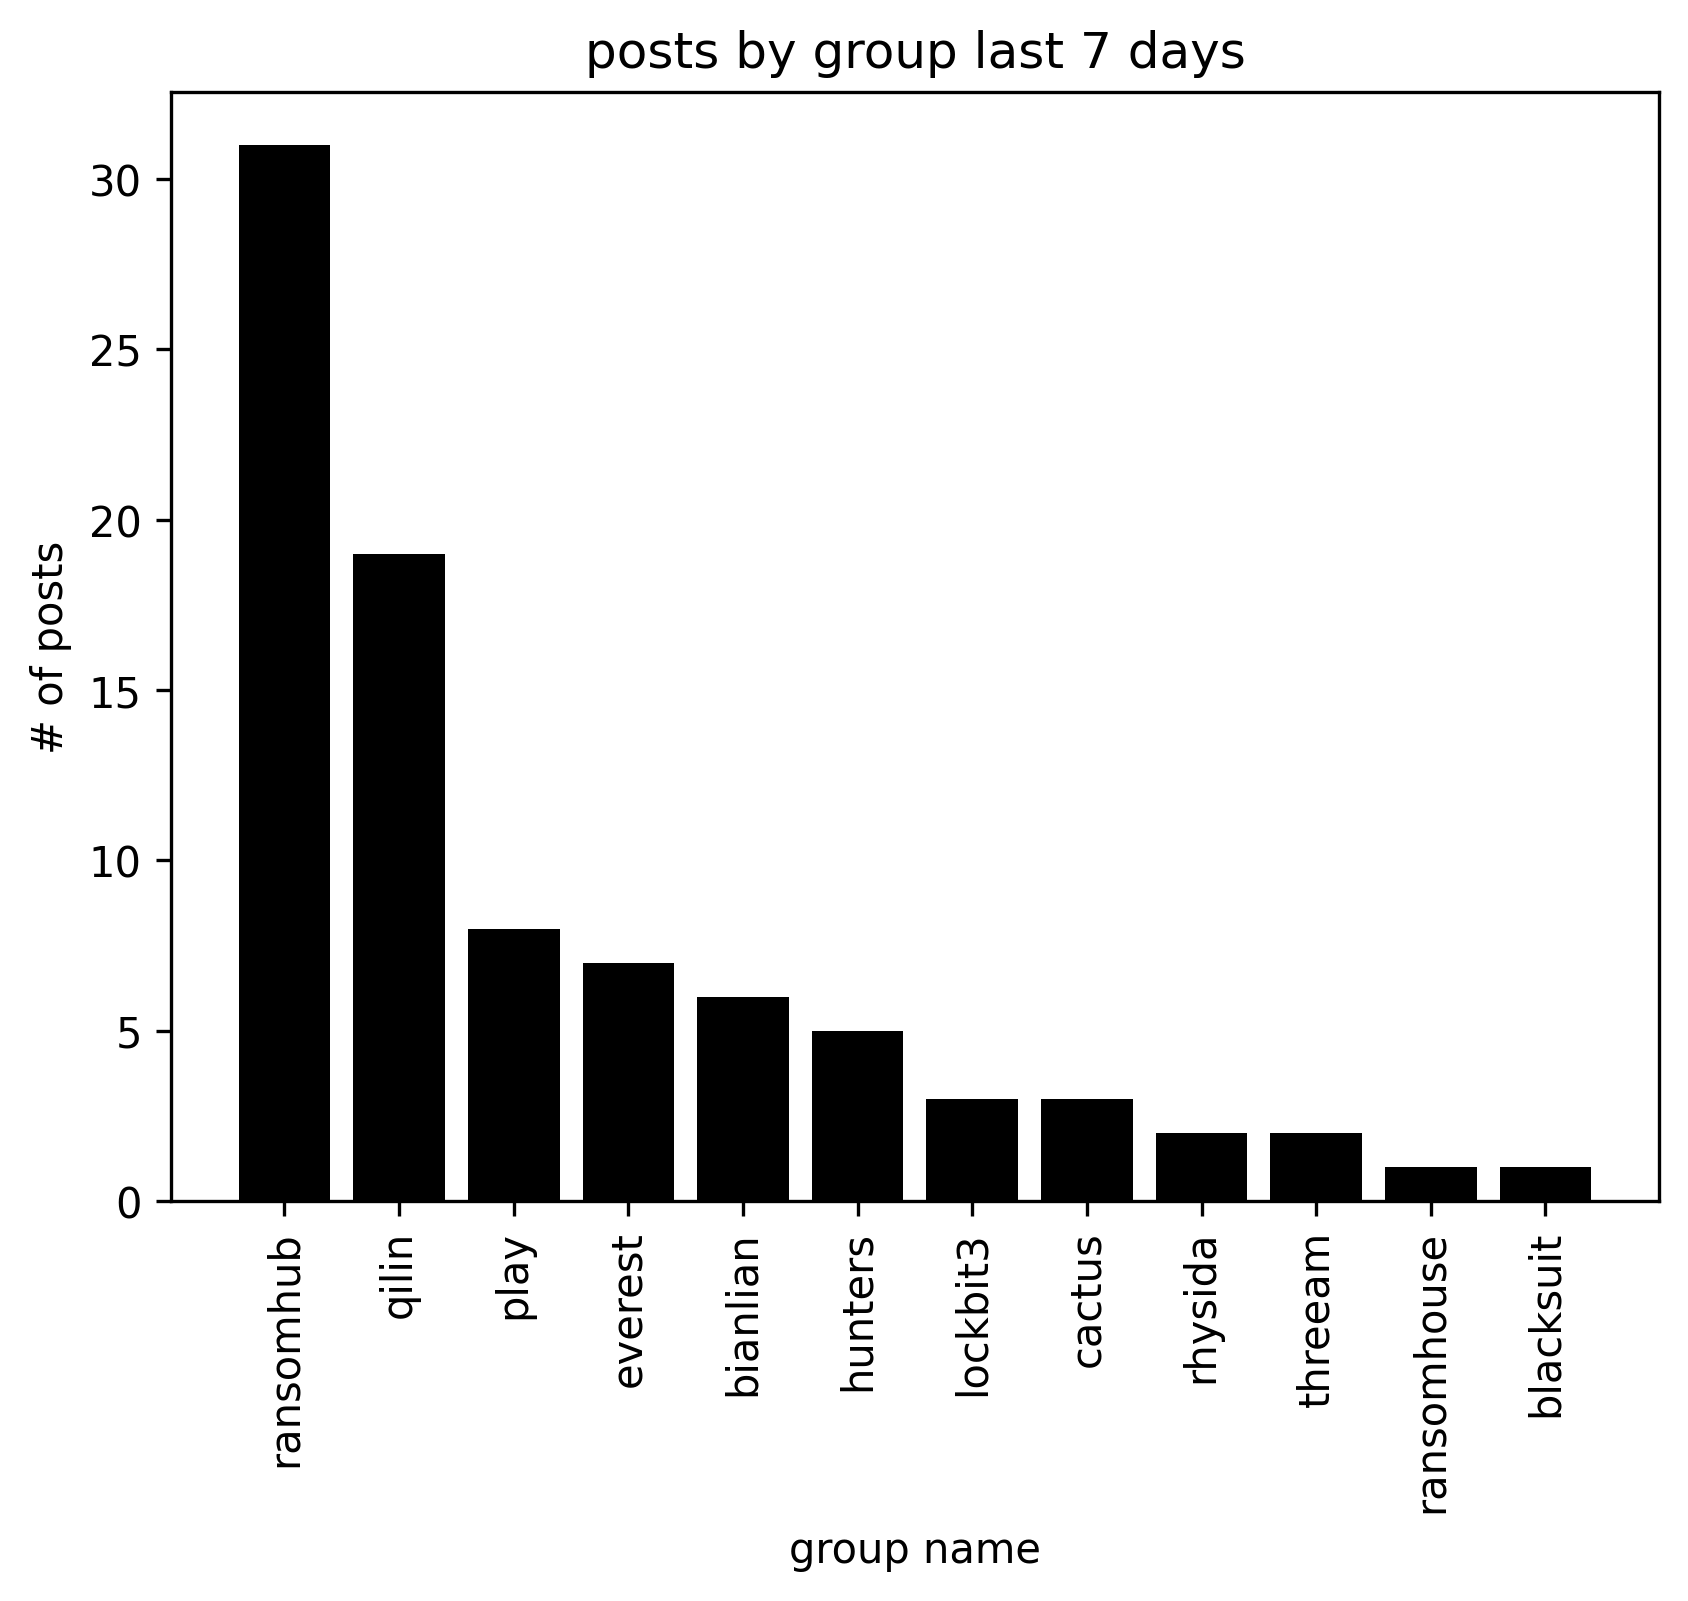 posts by group last 7 days
# of posts
30
25
20
15
10
5
0
ransomhub
qilin
play
everest
bianlian
hunters
lockbit3
cactus
rhysida
threeam
ransomhouse
blacksuit
group name